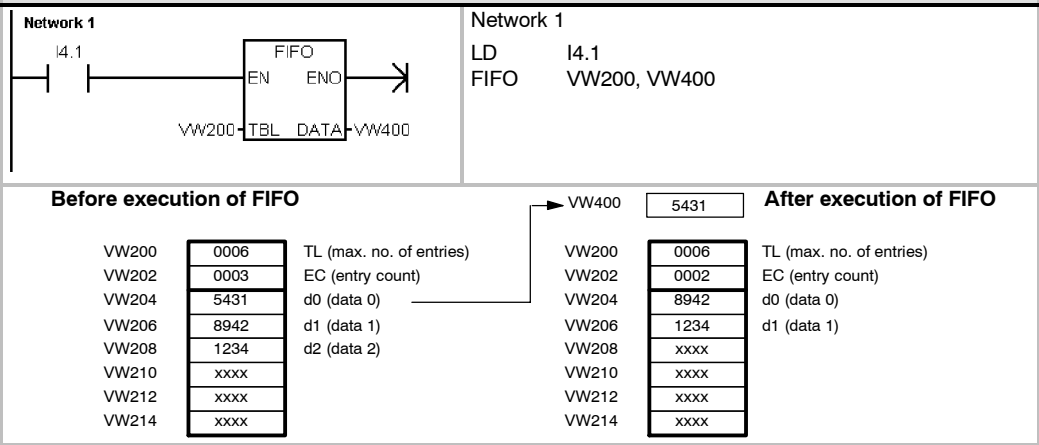 Network 1
I4.1
FIFO
EN ENO
VW200 TBL DATA VW400
Network 1
LD I4.1
FIFO VW200, VW400
Before execution of FIFO
VW200 0006 TL (max. no. of entries)
VW202 0003 EC (entry count)
VW204 5431 d0 (data 0)
VW206 8942 d1 (data 1)
VW208 1234 d2 (data 2)
VW210 xxxx
VW212 xxxx
VW214 xxxx
VW400 5431 After execution of FIFO
VW200 0006 TL (max. no. of entries)
VW202 0002 EC (entry count)
VW204 8942 d0 (data 0)
VW206 1234 d1 (data 1)
VW208 xxxx
VW210 xxxx
VW212 xxxx
VW214 xxxx